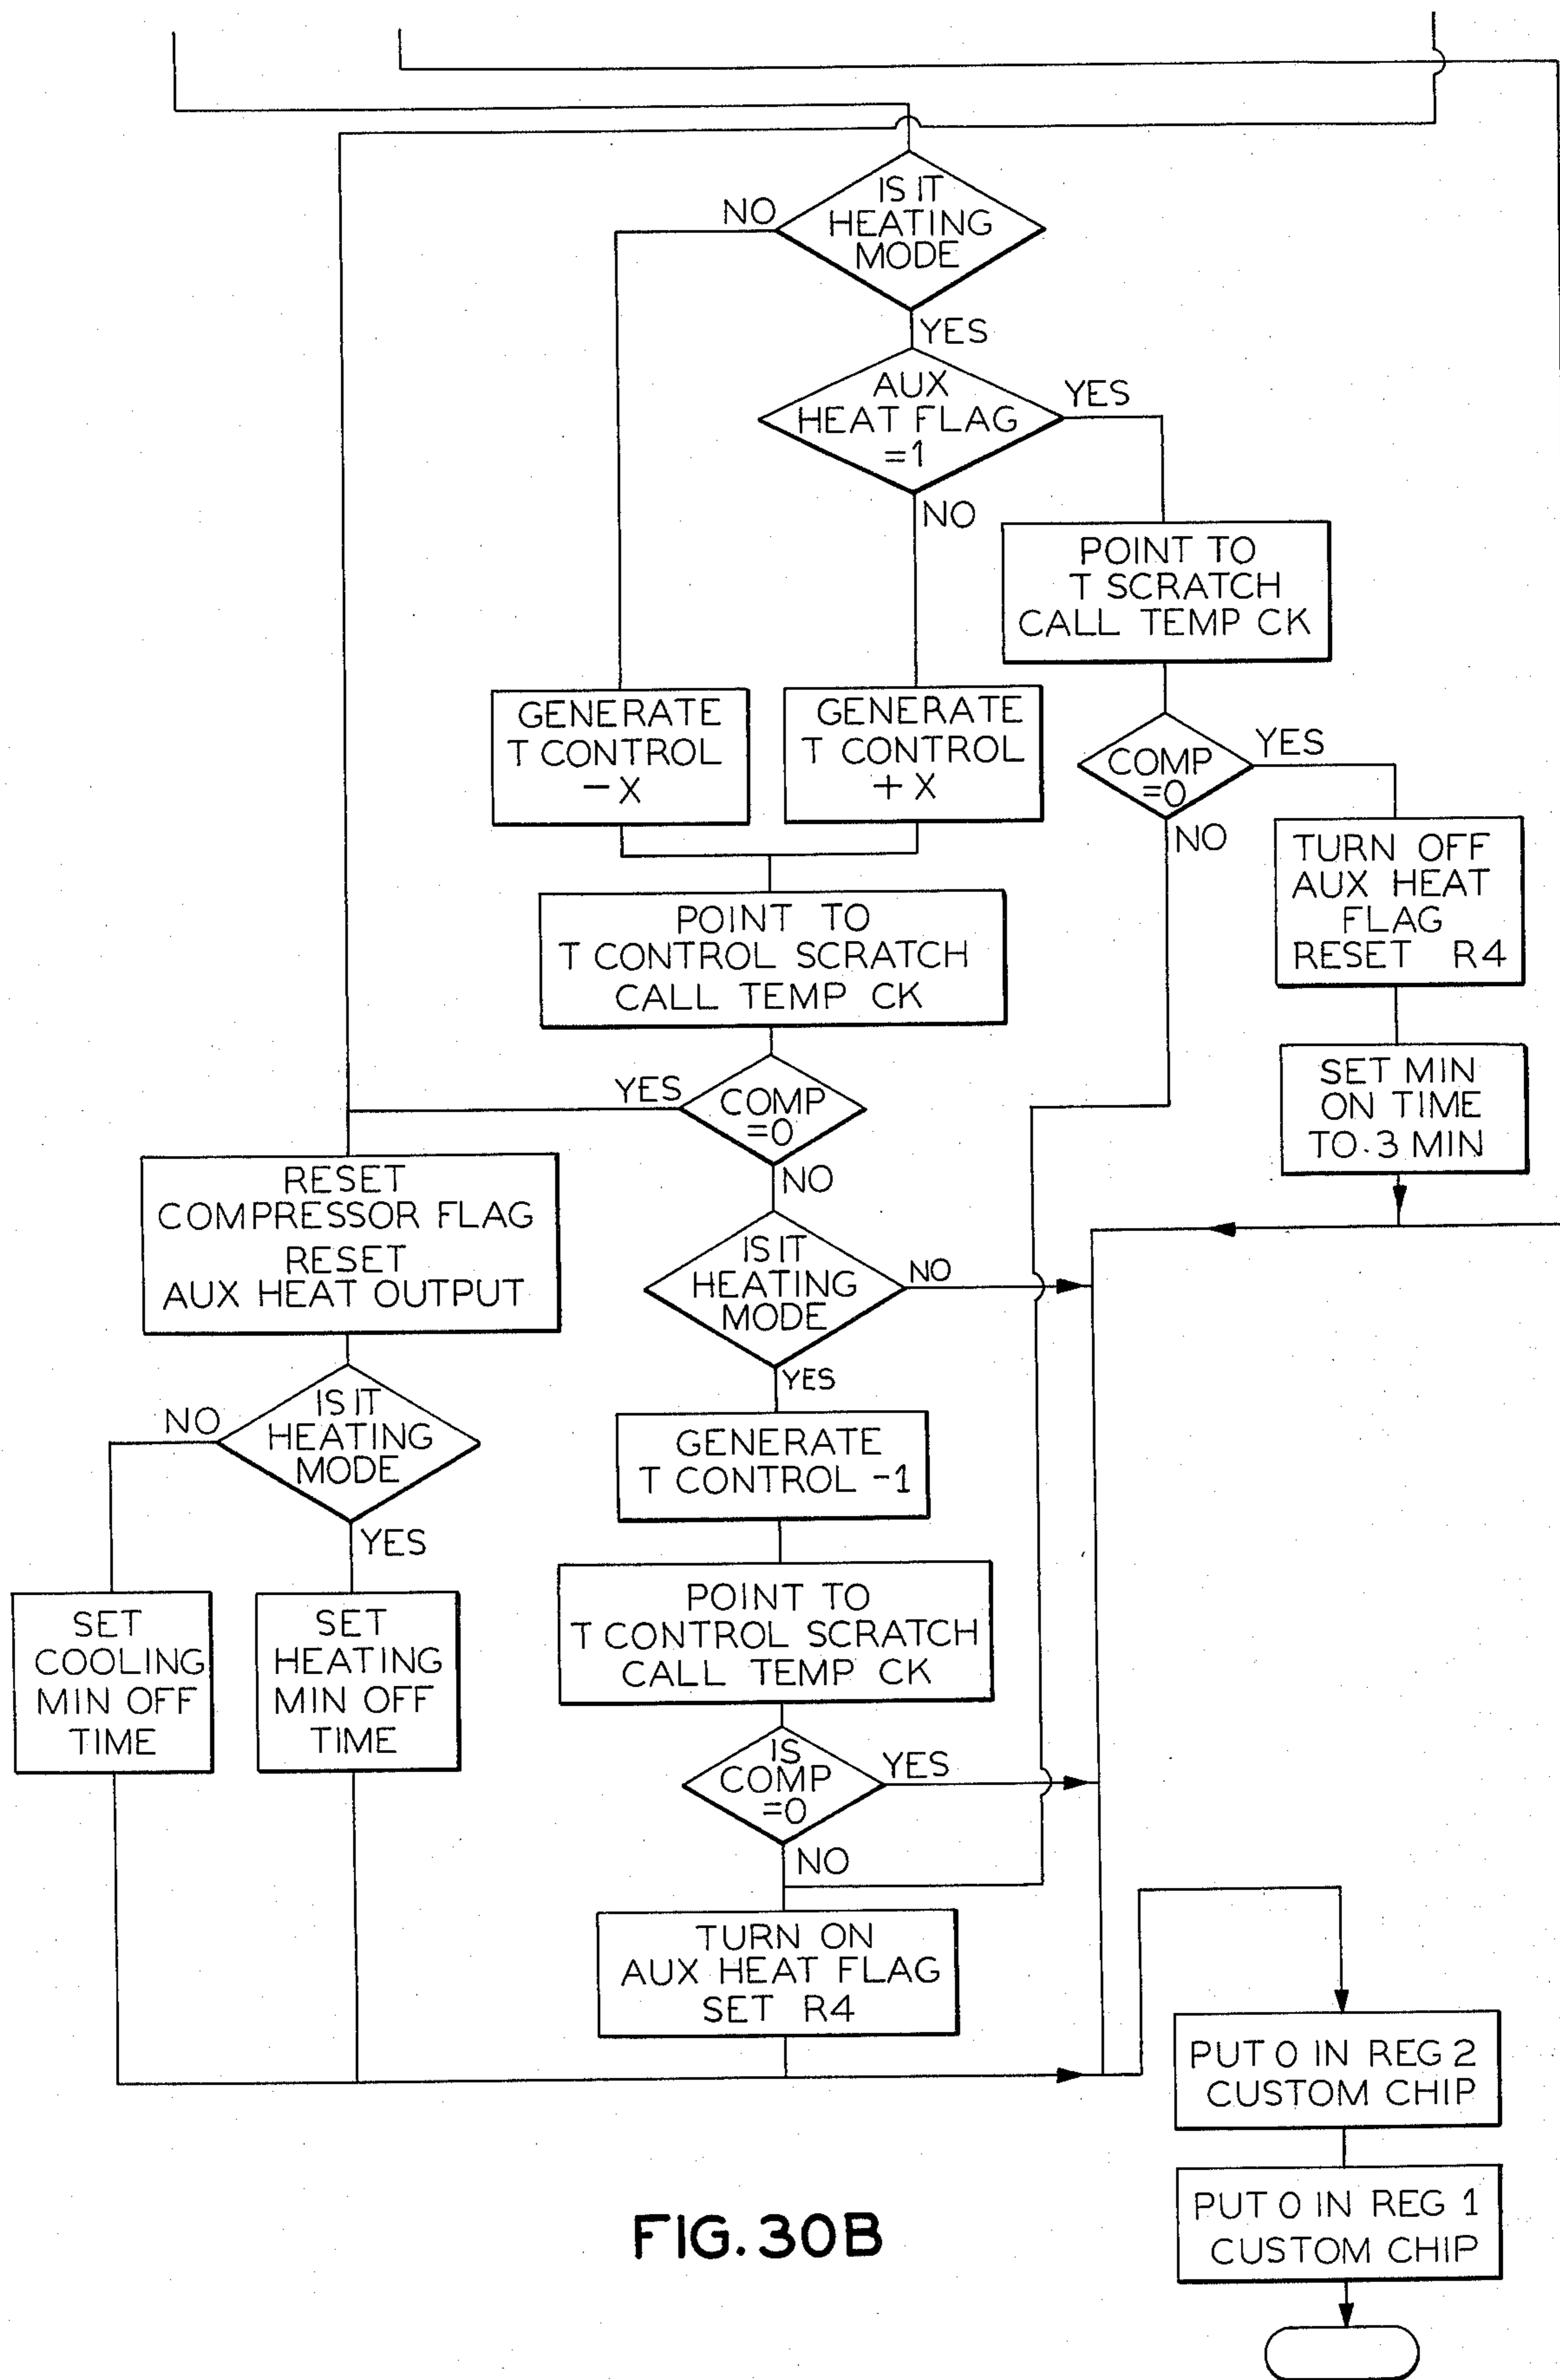 IS IT
HEATING
MODE
NO
YES
AUX
HEAT FLAG
=1
YES
NO
POINT TO
T SCRATCH
CALL TEMP CK
GENERATE
T CONTROL
- X
GENERATE
T CONTROL
+ X
COMP
=0
YES
NO
TURN OFF
AUX HEAT
FLAG
RESET R4
POINT TO
T CONTROL SCRATCH
CALL TEMP CK
SET MIN
ON TIME
TO 3 MIN
YES
COMP
=0
NO
RESET
COMPRESSOR FLAG
RESET
AUX HEAT OUTPUT
IS IT
HEATING
MODE
NO
YES
IS IT
HEATING
MODE
NO
YES
GENERATE
T CONTROL -1
SET
COOLING
MIN OFF
TIME
SET
HEATING
MIN OFF
TIME
POINT TO
T CONTROL SCRATCH
CALL TEMP CK
IS
COMP
=0
YES
NO
TURN ON
AUX HEAT FLAG
SET R4
PUT 0 IN REG 2
CUSTOM CHIP
PUT 0 IN REG 1
CUSTOM CHIP
FIG. 30B